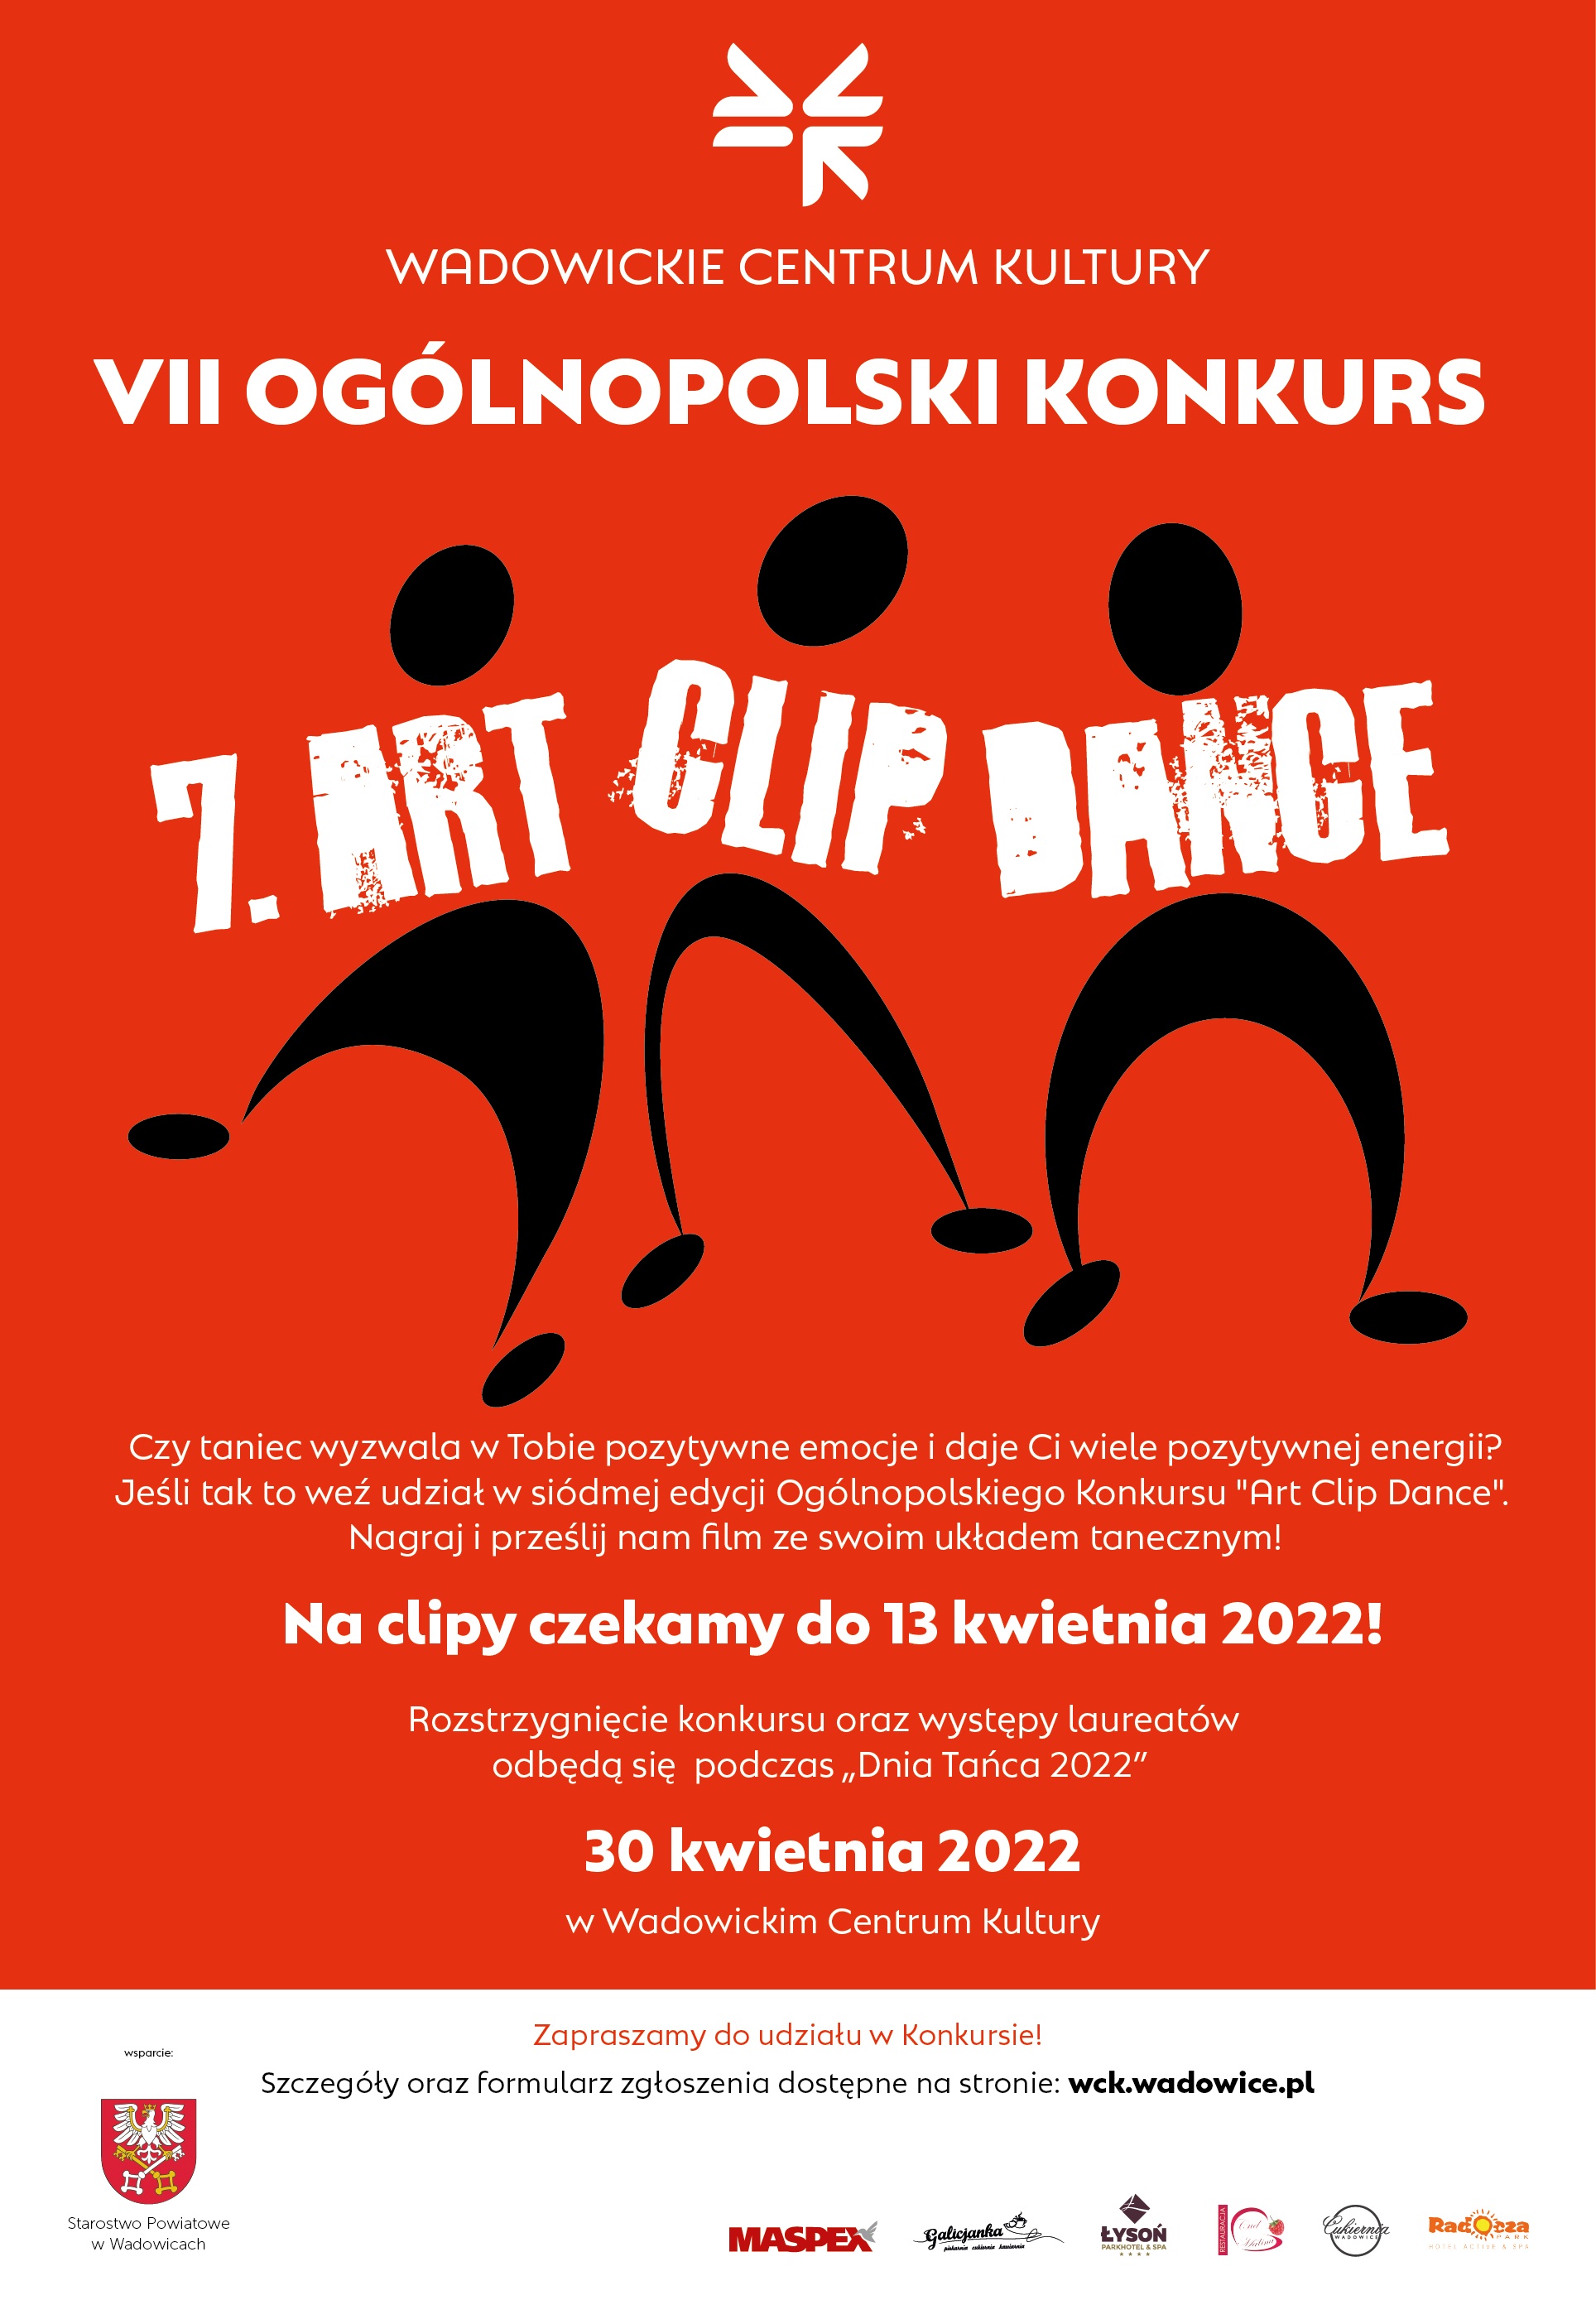 WADOWICKIE CENTRUM KULTURY
VII OGÓLNOPOLSKI KONKURS
7. ART CLIP DANCE
Czy taniec wyzwala w Tobie pozytywne emocje i daje Ci wiele pozytywnej energii?
Jeśli tak to weź udział w siódmej edycji Ogólnopolskiego Konkursu "Art Clip Dance".
Nagraj i prześlij nam film ze swoim układem tanecznym!
Na clipy czekamy do 13 kwietnia 2022!
Rozstrzygnięcie konkursu oraz występy laureatów
odbędą się podczas „Dnia Tańca 2022”
30 kwietnia 2022
w Wadowickim Centrum Kultury
Zapraszamy do udziału w Konkursie!
wsparcie:
Szczegóły oraz formularz zgłoszenia dostępne na stronie: wck.wadowice.pl
Starostwo Powiatowe
w Wadowicach
MASPEX
Galicjanka
piekarnia cukiernia kawiarnia
ŁYSOŃ
PARKHOTEL & SPA
RESTAURACJA
Cukiernia
WADOWICE
Radocza
PARK
HOTEL ACTIVE & SPA